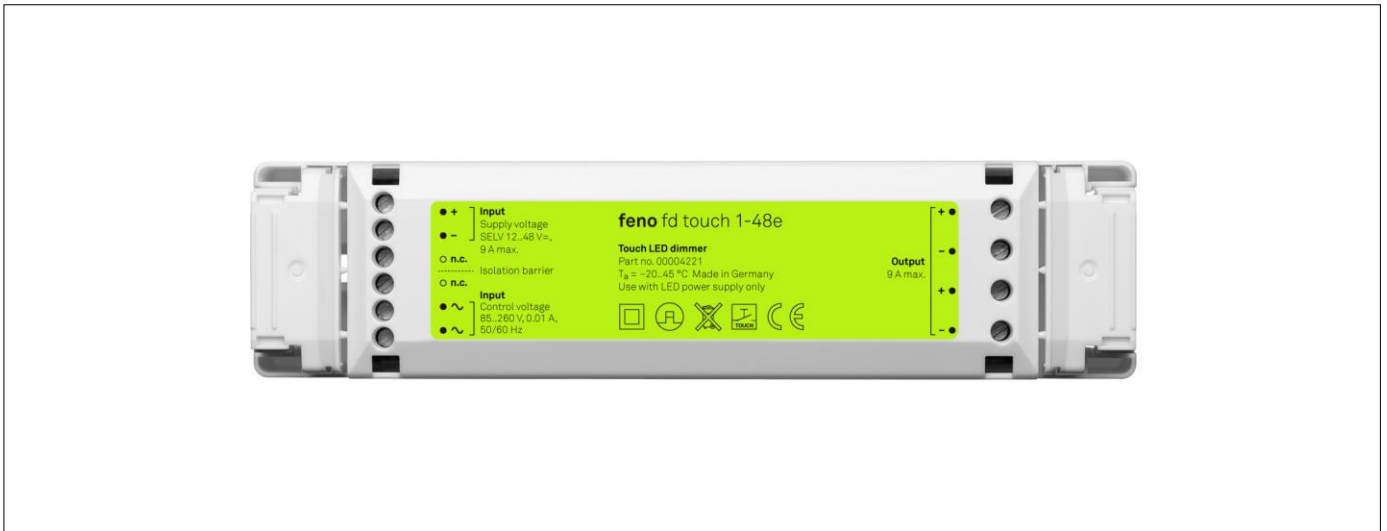 +
Input
Supply voltage
SELV 12..48 V=,
9 A max.
–
n.c.
Isolation barrier
n.c.
Input
Control voltage
85..260 V, 0.01 A,
50/60 Hz
~
~
feno fd touch 1-48e
Touch LED dimmer
Part no. 00004221
Ta = –20..45 °C Made in Germany
Use with LED power supply only
TOUCH
CE
+
–
Output
9 A max.
+
–